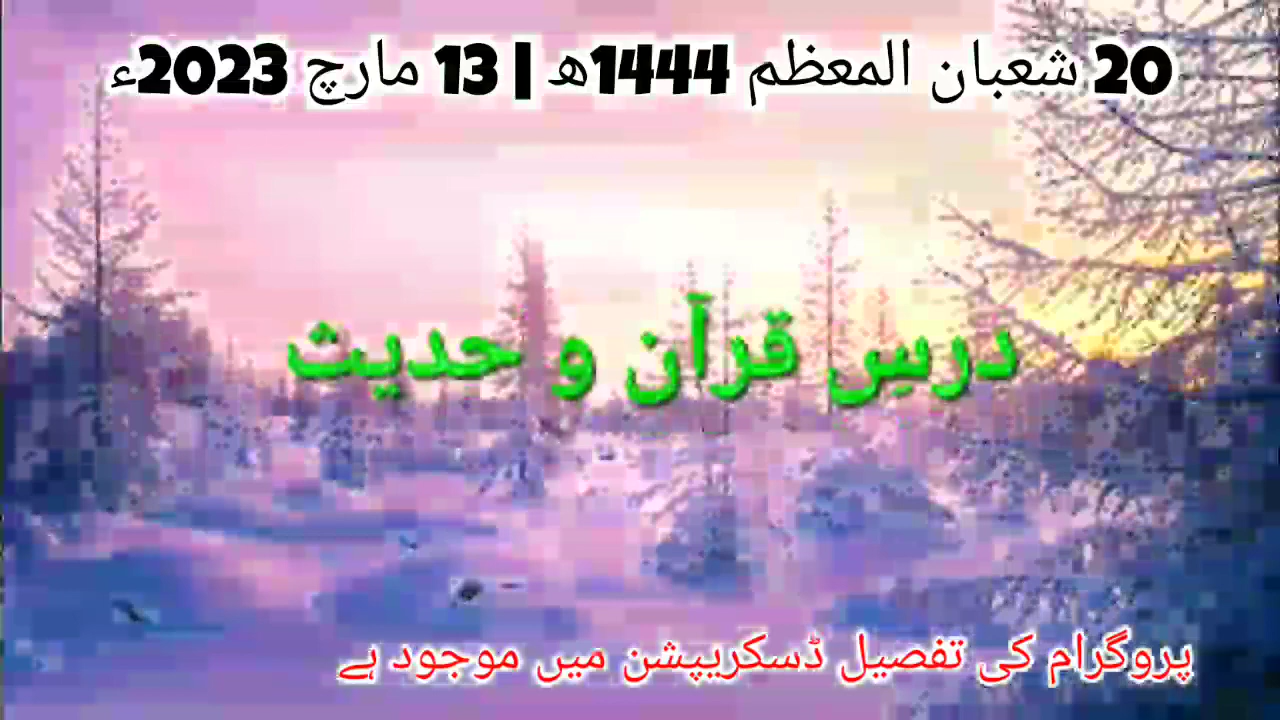 20 شعبان المعظم 1444ھ | 13 مارچ 2023ء
درسِ قرآن و حدیث
پروگرام کی تفصیل ڈسکریپشن میں موجود ہے